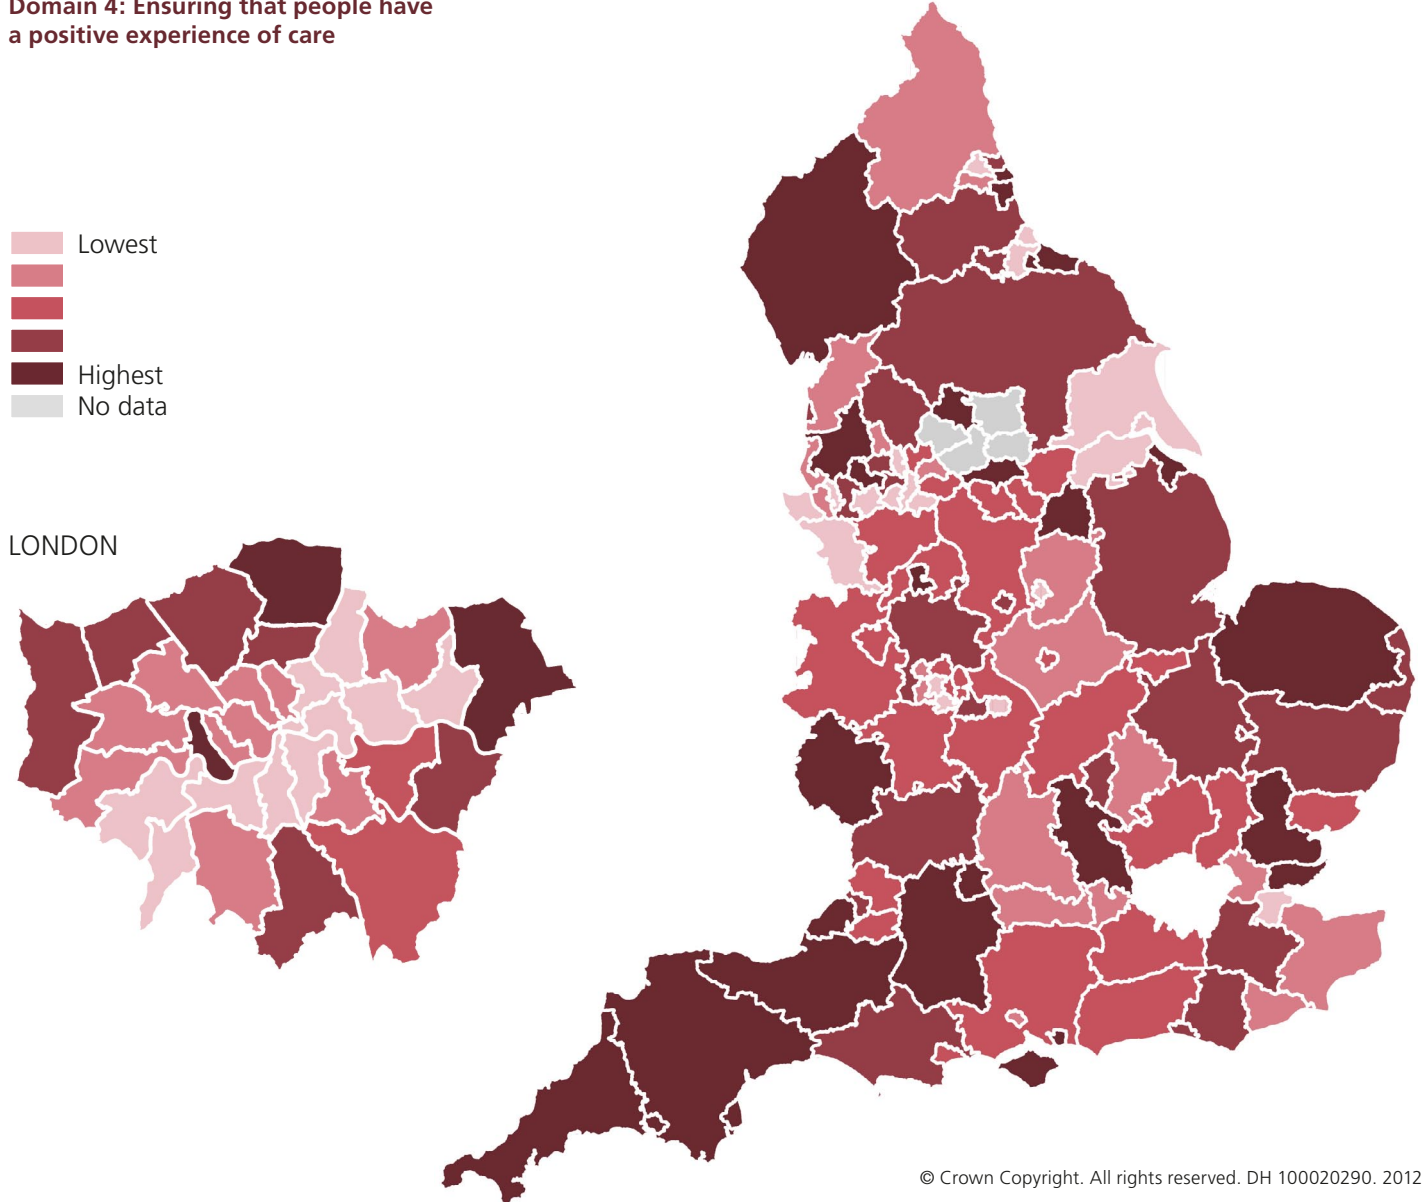 Domain 4: Ensuring that people have
a positive experience of care
Lowest
Highest
No data
LONDON
© Crown Copyright. All rights reserved. DH 100020290. 2012